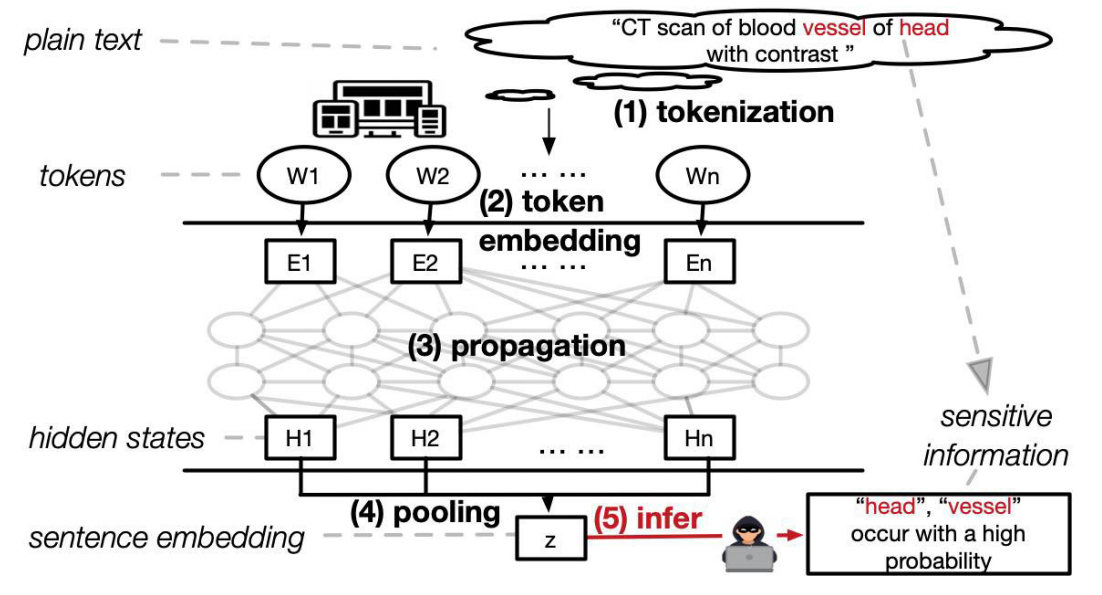 plain text
“CT scan of blood vessel of head
with contrast ”
(1) tokenization
tokens
W1
W2
... ...
Wn
(2) token
embedding
E1
E2
... ...
En
(3) propagation
hidden states
H1
H2
... ...
Hn
sensitive
information
(4) pooling
sentence embedding
z
(5) infer
“head”, “vessel”
occur with a high
probability